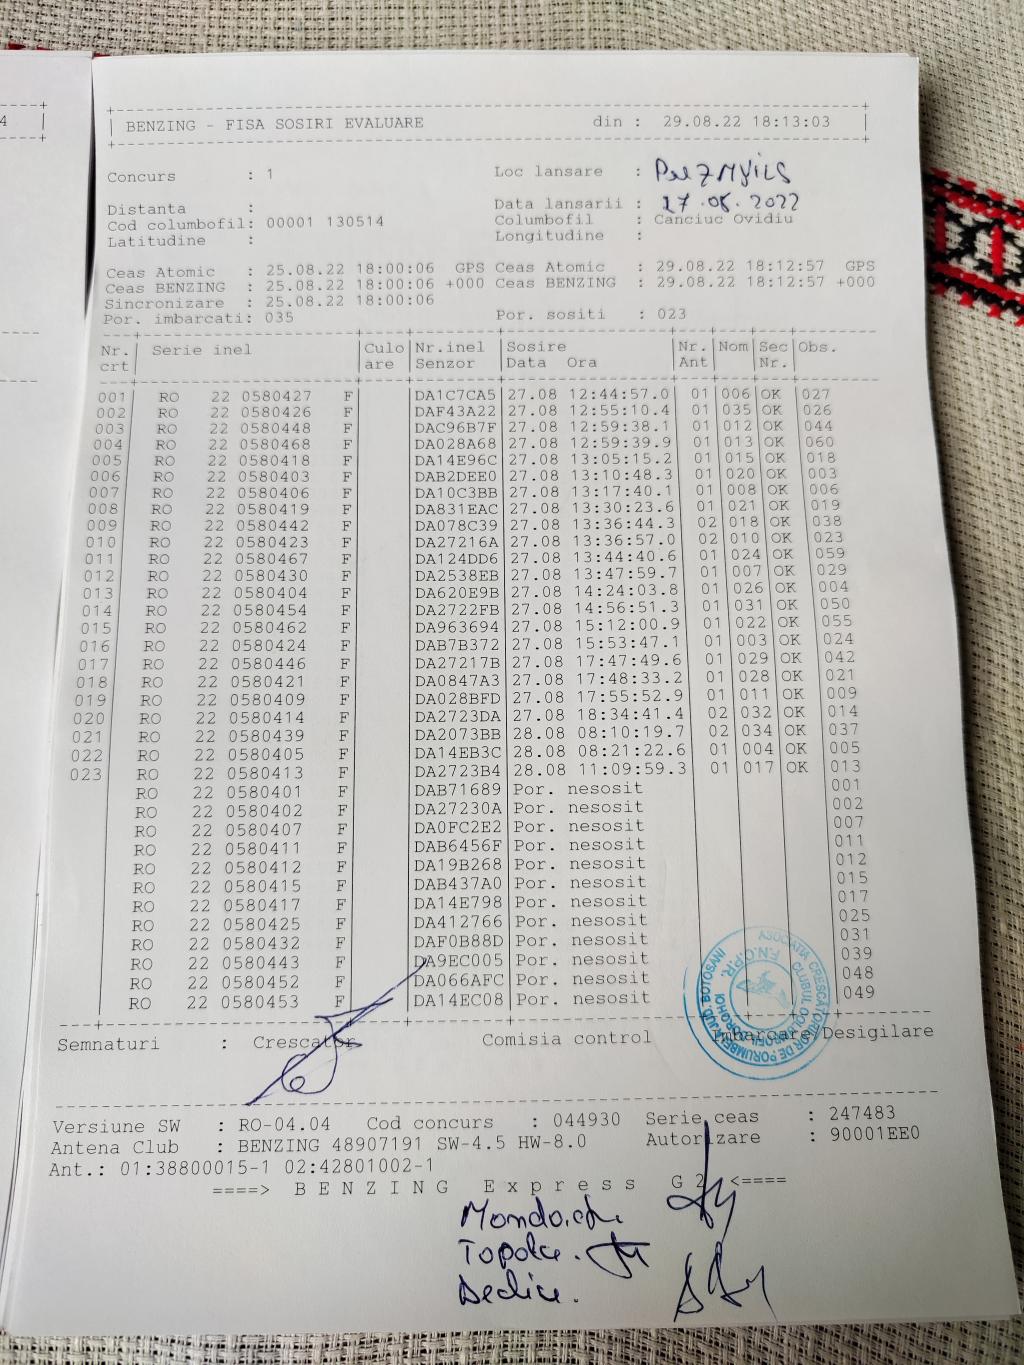 4
BENZING - FISA SOSIRI EVALUARE din : 29.08.22 18:13:03
Concurs : 1 Loc lansare :
Distanta : Data lansarii : 27.08.2022
Cod columbofil: 00001 130514 Columbofil : Canciuc Ovidiu
Latitudine : Longitudine :
Ceas Atomic : 25.08.22 18:00:06 GPS Ceas Atomic : 29.08.22 18:12:57 GPS
Ceas BENZING : 25.08.22 18:00:06 +000 Ceas BENZING : 29.08.22 18:12:57 +000
Sincronizare : 25.08.22 18:00:06
Por. imbarcati: 035 Por. sositi : 023
Nr. Serie inel Culo Nr.inel Sosire Nr. Nom Sec Obs.
crt are Senzor Data Ora Ant Nr.
001 RO 22 0580427 F DA1C7CA5 27.08 12:44:57.0 01 006 OK 027
002 RO 22 0580426 F DAF43A22 27.08 12:55:10.4 01 035 OK 026
003 RO 22 0580448 F DAC96B7F 27.08 12:59:38.1 01 012 OK 044
004 RO 22 0580468 F DA028A68 27.08 12:59:39.9 01 013 OK 060
005 RO 22 0580418 F DA14E96C 27.08 13:05:15.2 01 015 OK 018
006 RO 22 0580403 F DAB2DEE0 27.08 13:10:48.3 01 020 OK 003
007 RO 22 0580406 F DA10C3BB 27.08 13:17:40.1 01 008 OK 006
008 RO 22 0580419 F DA831EAC 27.08 13:30:23.6 01 021 OK 019
009 RO 22 0580442 F DA078C39 27.08 13:36:44.3 02 018 OK 038
010 RO 22 0580423 F DA27216A 27.08 13:36:57.0 02 010 OK 023
011 RO 22 0580467 F DA124DD6 27.08 13:44:40.6 01 024 OK 059
012 RO 22 0580430 F DA2538EB 27.08 13:47:59.7 01 007 OK 029
013 RO 22 0580404 F DA620E9B 27.08 14:24:03.8 01 026 OK 004
014 RO 22 0580454 F DA2722FB 27.08 14:56:51.3 01 031 OK 050
015 RO 22 0580462 F DA963694 27.08 15:12:00.9 01 022 OK 055
016 RO 22 0580424 F DAB7B372 27.08 15:53:47.1 01 003 OK 024
017 RO 22 0580446 F DA27217B 27.08 17:47:49.6 01 029 OK 042
018 RO 22 0580421 F DA0847A3 27.08 17:48:33.2 01 028 OK 021
019 RO 22 0580409 F DA028BFD 27.08 17:55:52.9 01 011 OK 009
020 RO 22 0580414 F DA2723DA 27.08 18:34:41.4 02 032 OK 014
021 RO 22 0580439 F DA2073BB 28.08 08:10:19.7 02 034 OK 037
022 RO 22 0580405 F DA14EB3C 28.08 08:21:22.6 01 004 OK 005
023 RO 22 0580413 F DA2723B4 28.08 11:09:59.3 01 017 OK 013
RO 22 0580401 F DAB71689 Por. nesosit 001
RO 22 0580402 F DA27230A Por. nesosit 002
RO 22 0580407 F DA0FC2E2 Por. nesosit 007
RO 22 0580411 F DAB6456F Por. nesosit 011
RO 22 0580412 F DA19B268 Por. nesosit 012
RO 22 0580415 F DAB437A0 Por. nesosit 015
RO 22 0580417 F DA14E798 Por. nesosit 017
RO 22 0580425 F DA412766 Por. nesosit 025
RO 22 0580432 F DAF0B88D Por. nesosit 031
RO 22 0580443 F DA9EC005 Por. nesosit 039
RO 22 0580452 F DA066AFC Por. nesosit 048
RO 22 0580453 F DA14EC08 Por. nesosit 049
ASOCIATIA CRESCATORILOR DE PORUMBEI JUD. BOTOSANI
CLUBUL COLUMBOFIL DOROHOI
F.N.C.P.R.
Semnaturi : Crescator Comisia control Imbarcare/Desigilare
Versiune SW : RO-04.04 Cod concurs : 044930 Serie ceas : 247483
Antena Club : BENZING 48907191 SW-4.5 HW-8.0 Autorizare : 90001EE0
Ant.: 01:38800015-1 02:42801002-1
====> BENZING Express G2 <====